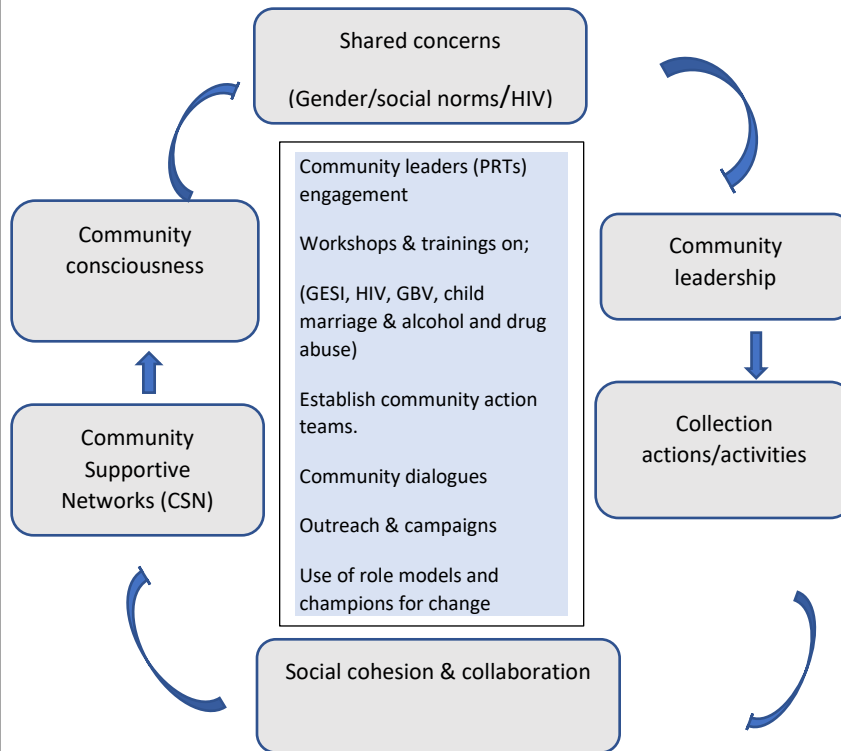 Shared concerns
(Gender/social norms/HIV)
Community leaders (PRTs)
engagement
Workshops & trainings on;
(GESI, HIV, GBV, child
marriage & alcohol and drug
abuse)
Establish community action
teams.
Community dialogues
Outreach & campaigns
Use of role models and
champions for change
Community
leadership
Collection
actions/activities
Social cohesion & collaboration
Community
Supportive
Networks (CSN)
Community
consciousness